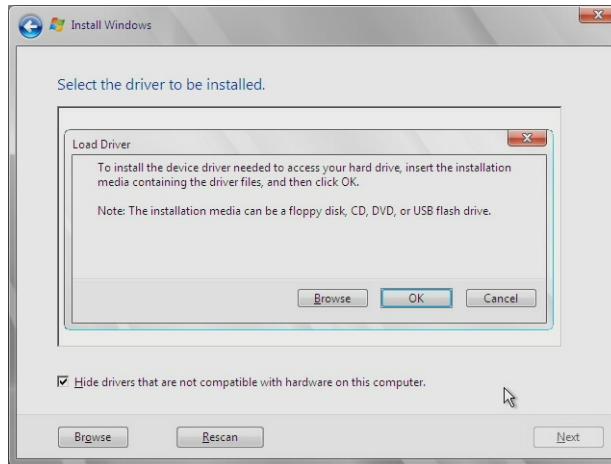 Install Windows
Select the driver to be installed.
Load Driver
To install the device driver needed to access your hard drive, insert the installation
media containing the driver files, and then click OK.
Note: The installation media can be a floppy disk, CD, DVD, or USB flash drive.
Browse OK Cancel
Hide drivers that are not compatible with hardware on this computer.
Browse Rescan Next